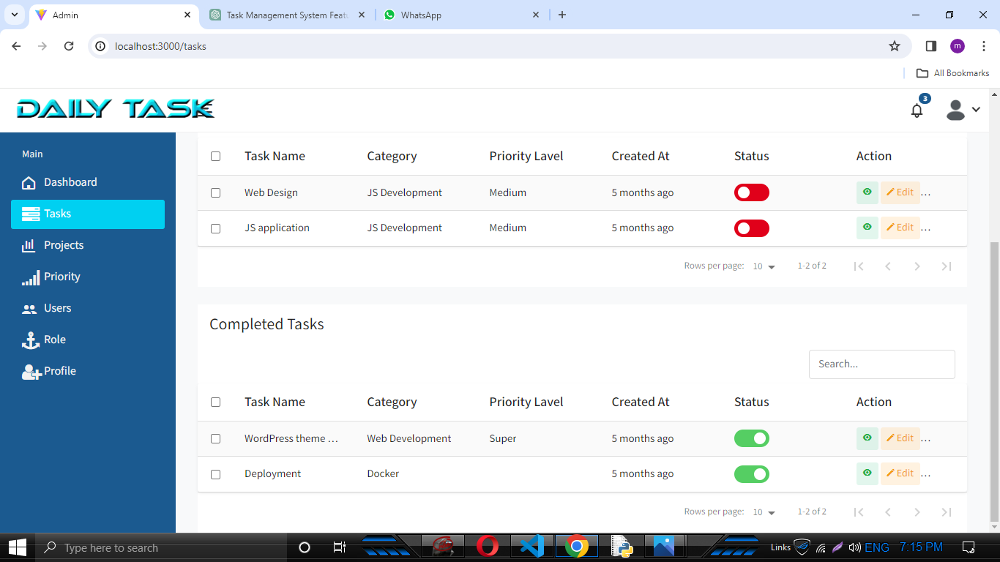 Admin
Task Management System Featu
WhatsApp
localhost:3000/tasks
m
All Bookmarks
DAILY TASK
3
Main
Dashboard
Tasks
Projects
Priority
Users
Role
Profile
Task Name Category Priority Lavel Created At Status Action
Web Design JS Development Medium 5 months ago Edit ...
JS application JS Development Medium 5 months ago Edit ...
Rows per page: 10 1-2 of 2
Completed Tasks
Search...
Task Name Category Priority Lavel Created At Status Action
WordPress theme ... Web Development Super 5 months ago Edit ...
Deployment Docker 5 months ago Edit ...
Rows per page: 10 1-2 of 2
Type here to search
Links ENG 7:15 PM